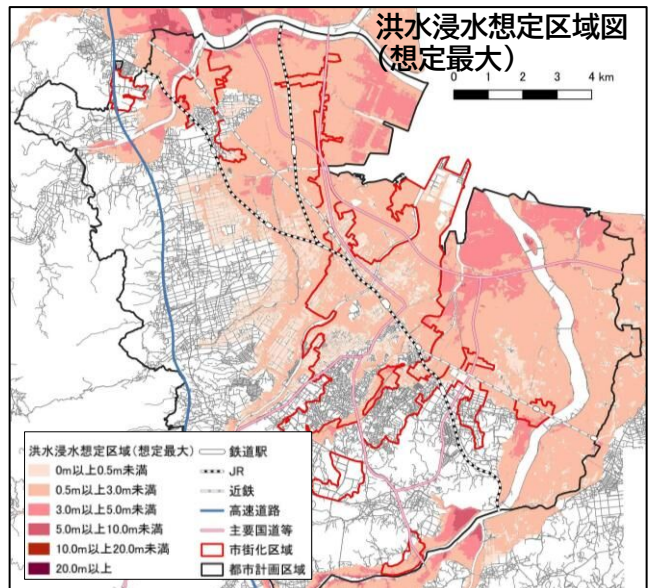 洪水浸水想定区域図
(想定最大)
0 1 2 3 4 km
洪水浸水想定区域(想定最大)
0m以上0.5m未満
0.5m以上3.0m未満
3.0m以上5.0m未満
5.0m以上10.0m未満
10.0m以上20.0m未満
20.0m以上
鉄道駅
JR
近鉄
高速道路
主要国道等
市街化区域
都市計画区域